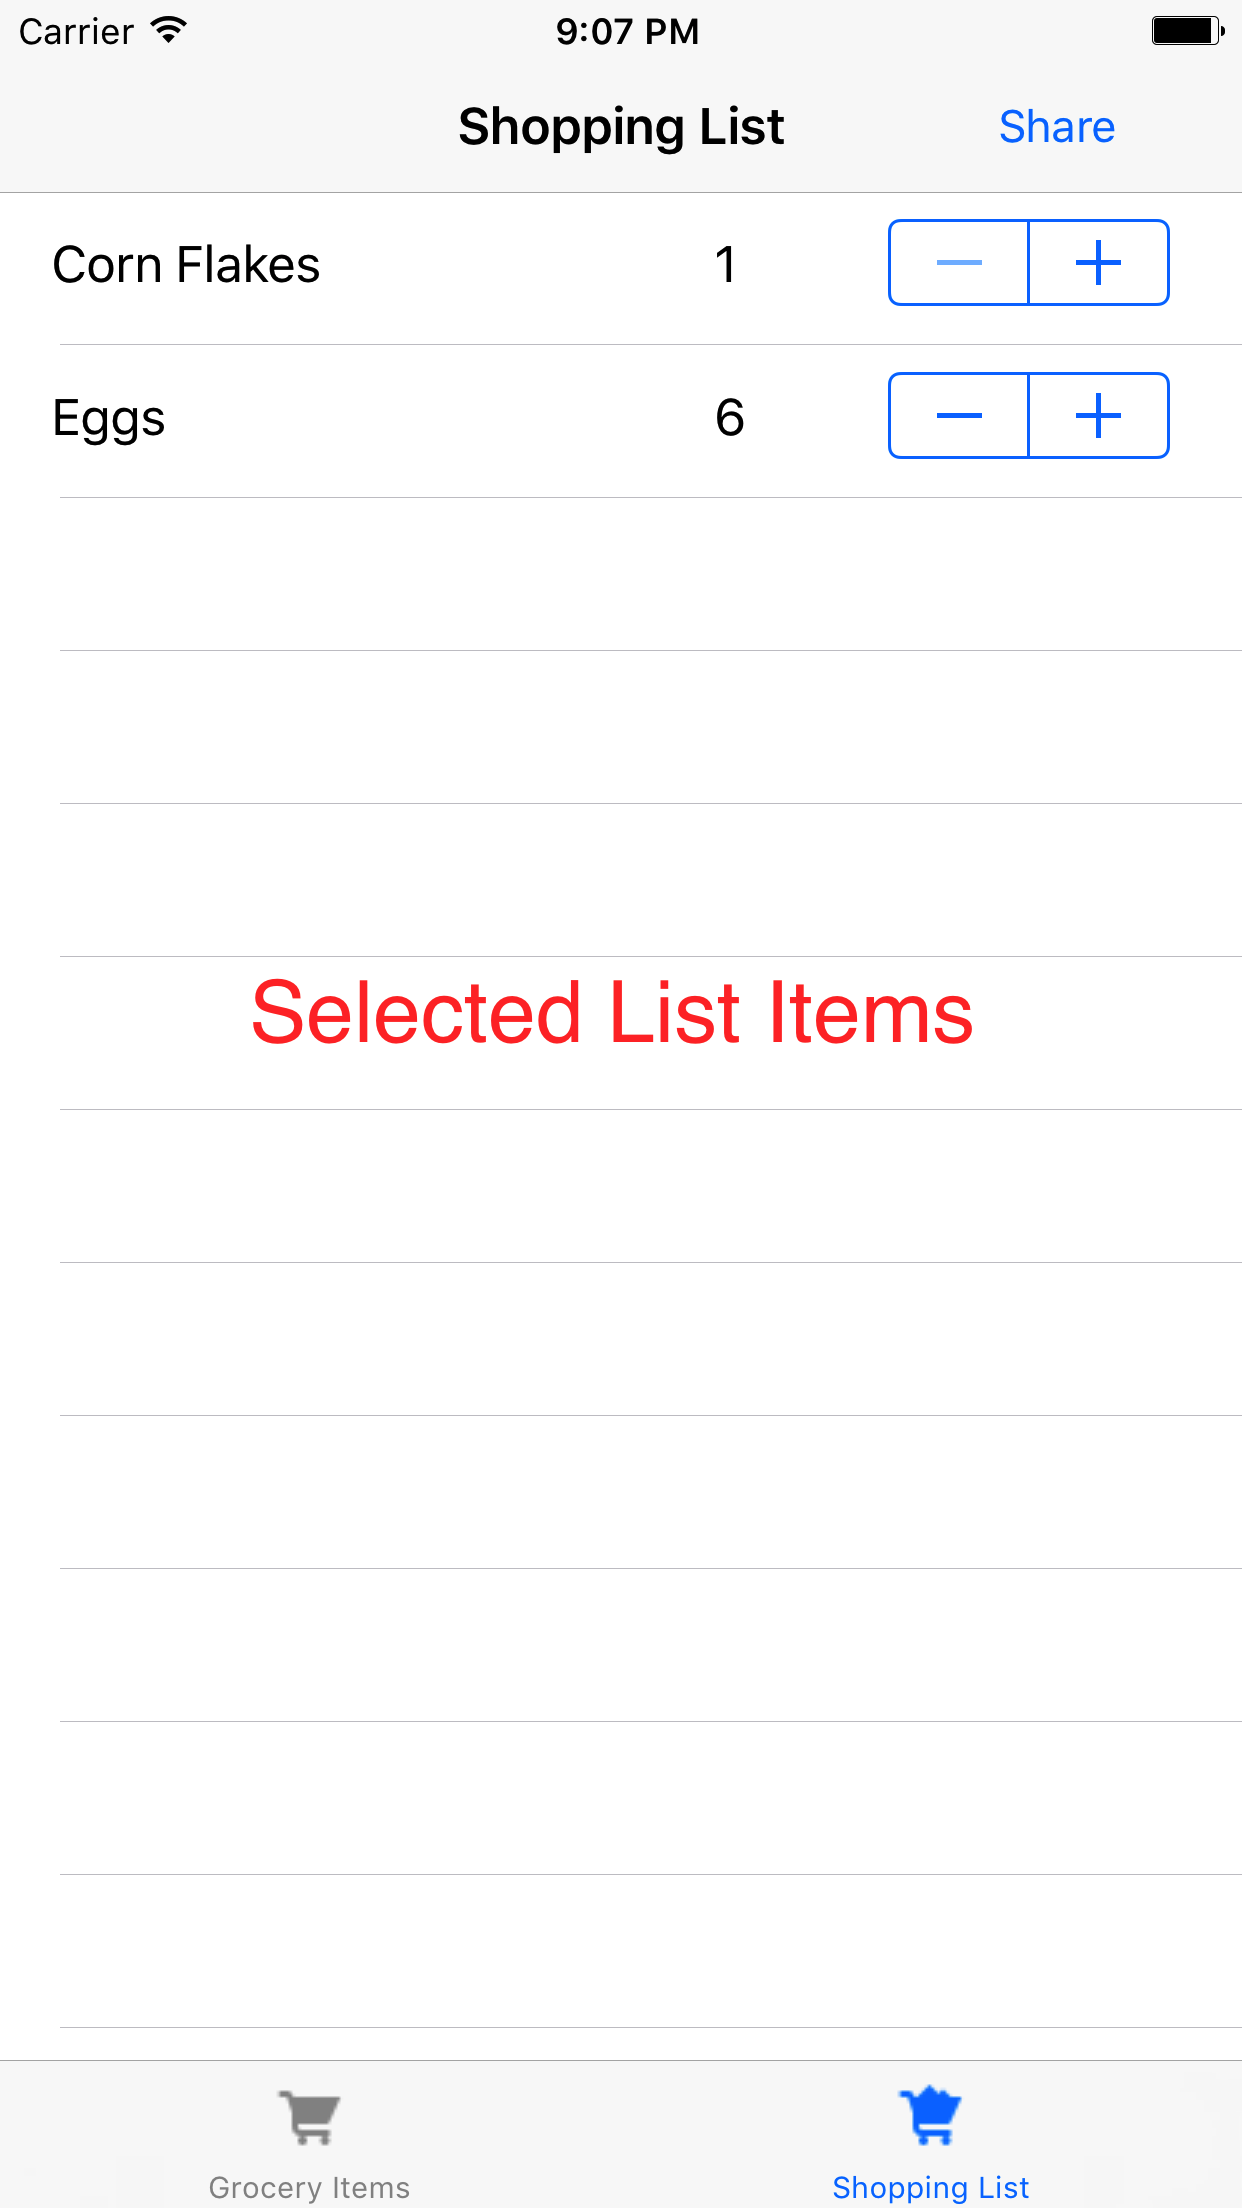 Carrier 9:07 PM
Shopping List Share
Corn Flakes 1
Eggs 6
Selected List Items
Grocery Items Shopping List